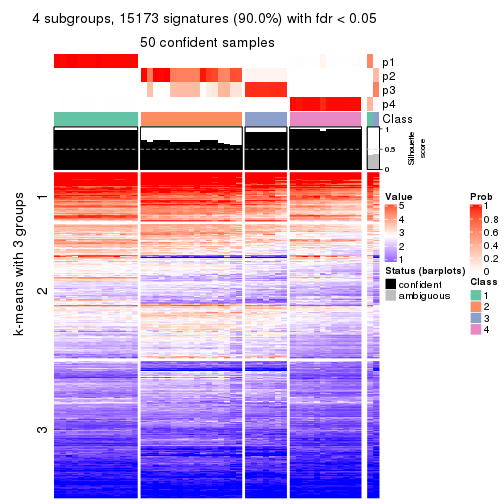 4 subgroups, 15173 signatures (90.0%) with fdr < 0.05
50 confident samples
p1
p2
p3
p4
Class
1
0.5
0
Silhouette
score
k-means with 3 groups
1
2
3
Value
5
4
3
2
1
Status (barplots)
confident
ambiguous
Prob
1
0.8
0.6
0.4
0.2
0
Class
1
2
3
4